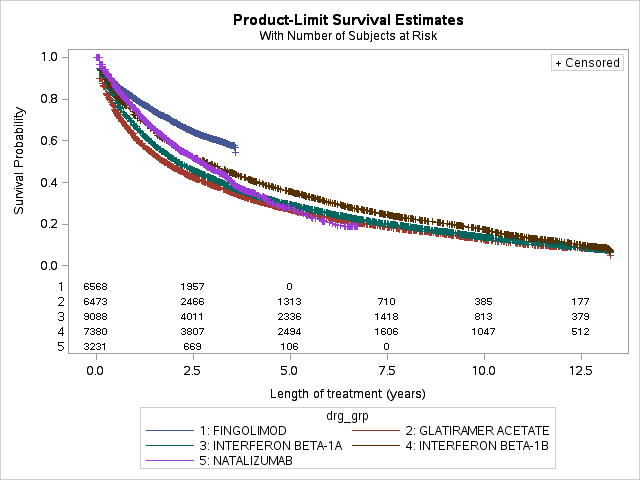 Product-Limit Survival Estimates
With Number of Subjects at Risk
+ Censored
Survival Probability
1.0
0.8
0.6
0.4
0.2
0.0
1 6568 1957 0
2 6473 2466 1313 710 385 177
3 9088 4011 2336 1418 813 379
4 7380 3807 2494 1606 1047 512
5 3231 669 106 0
0.0 2.5 5.0 7.5 10.0 12.5
Length of treatment (years)
drg_grp
1: FINGOLIMOD 2: GLATIRAMER ACETATE
3: INTERFERON BETA-1A 4: INTERFERON BETA-1B
5: NATALIZUMAB